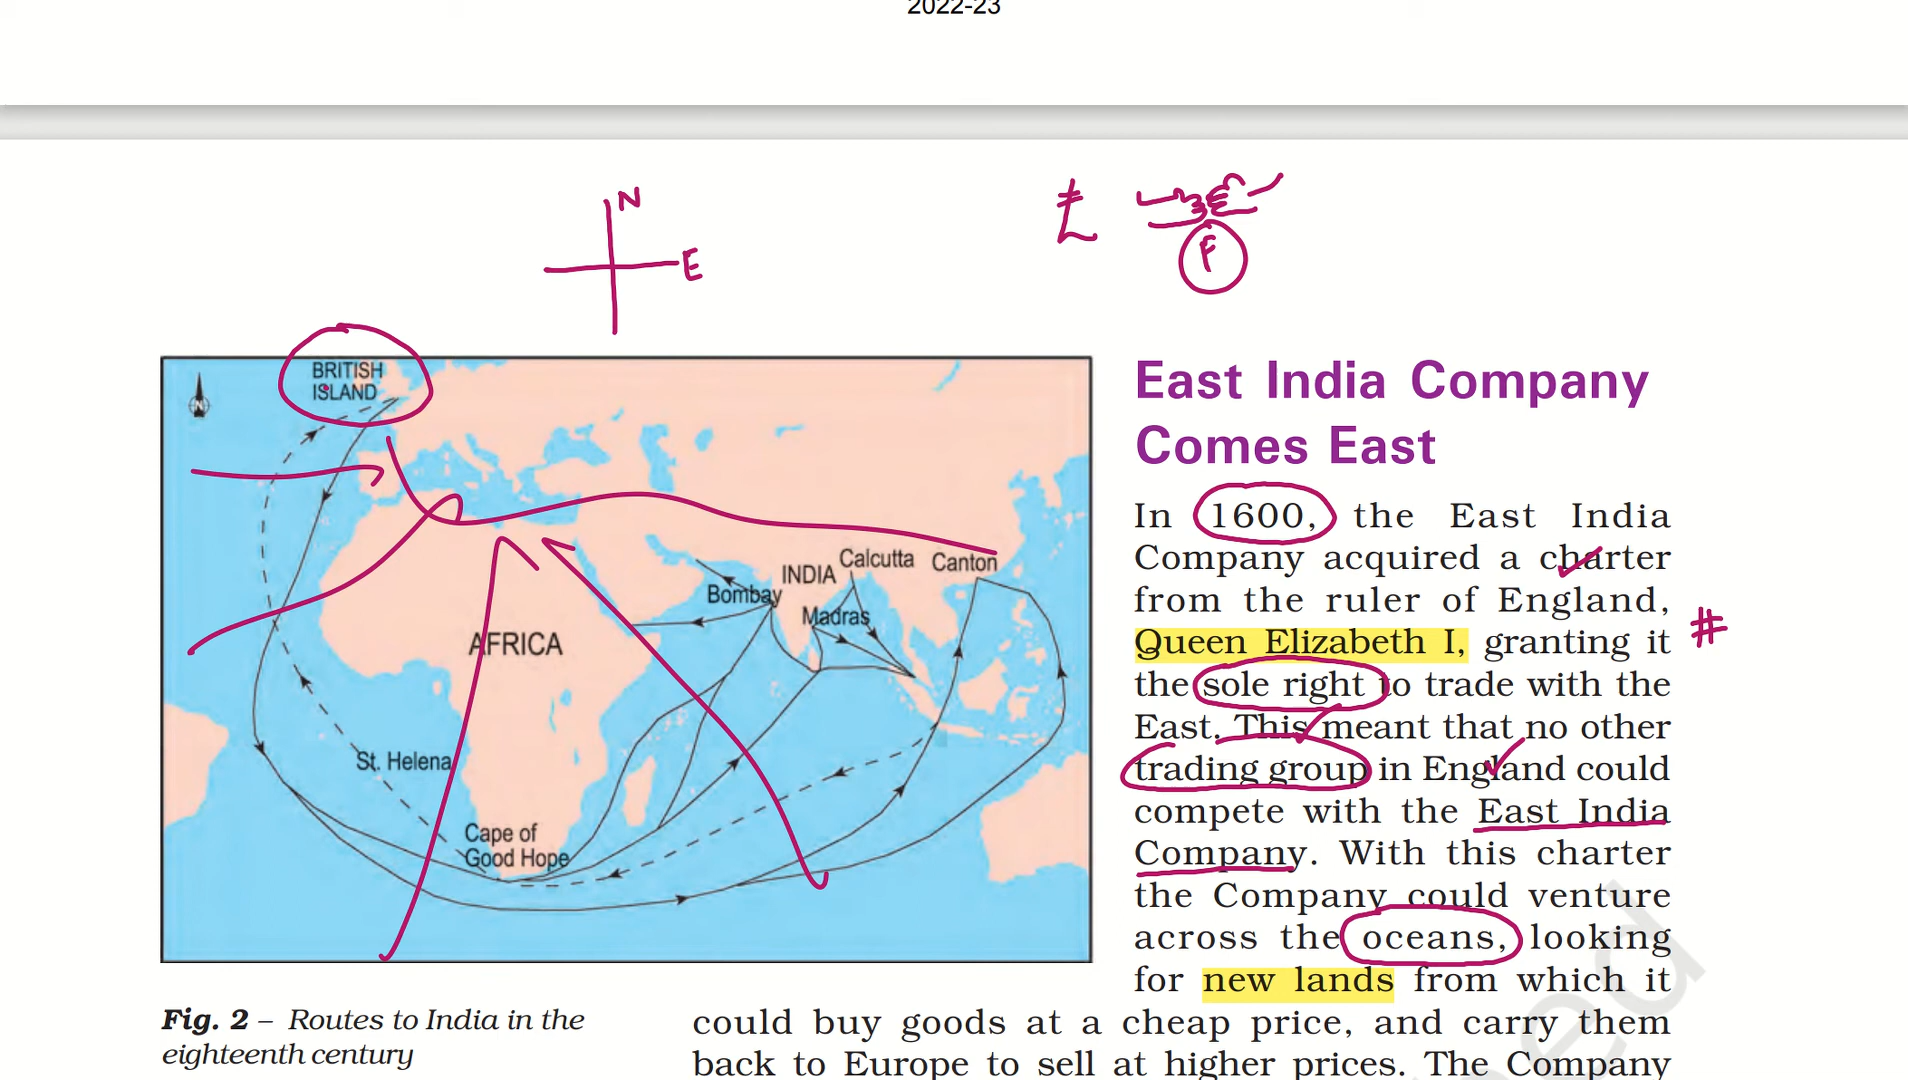 2022-23
N
E
£
F
BRITISH
ISLAND
N
INDIA
Calcutta
Canton
Bombay
Madras
AFRICA
St. Helena
Cape of
Good Hope
Fig. 2 – Routes to India in the
eighteenth century
East India Company
Comes East
In 1600, the East India
Company acquired a charter
from the ruler of England,
Queen Elizabeth I, granting it
#
the sole right to trade with the
East. This meant that no other
trading group in England could
compete with the East India
Company. With this charter
the Company could venture
across the oceans, looking
for new lands from which it
could buy goods at a cheap price, and carry them
back to Europe to sell at higher prices. The Company